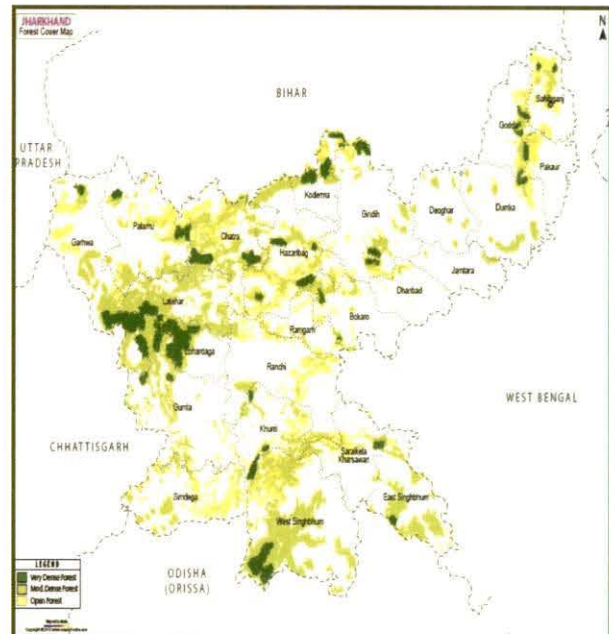 JHARKHAND
Forest Cover Map
N
BIHAR
UTTAR
PRADESH
Sahibganj
Godda
Pakaur
Koderma
Giridih
Deoghar
Dumka
Garhwa
Palamu
Chatra
Hazaribag
Jamtara
Dhanbad
Latehar
Bokaro
Ramgarh
Lohardaga
Ranchi
WEST BENGAL
Gumla
Khunti
CHHATTISGARH
Saraikela
Kharsawan
Simdega
East Singhbhum
West Singhbhum
ODISHA
(ORISSA)
LEGEND
Very Dense Forest
Mod. Dense Forest
Open Forest